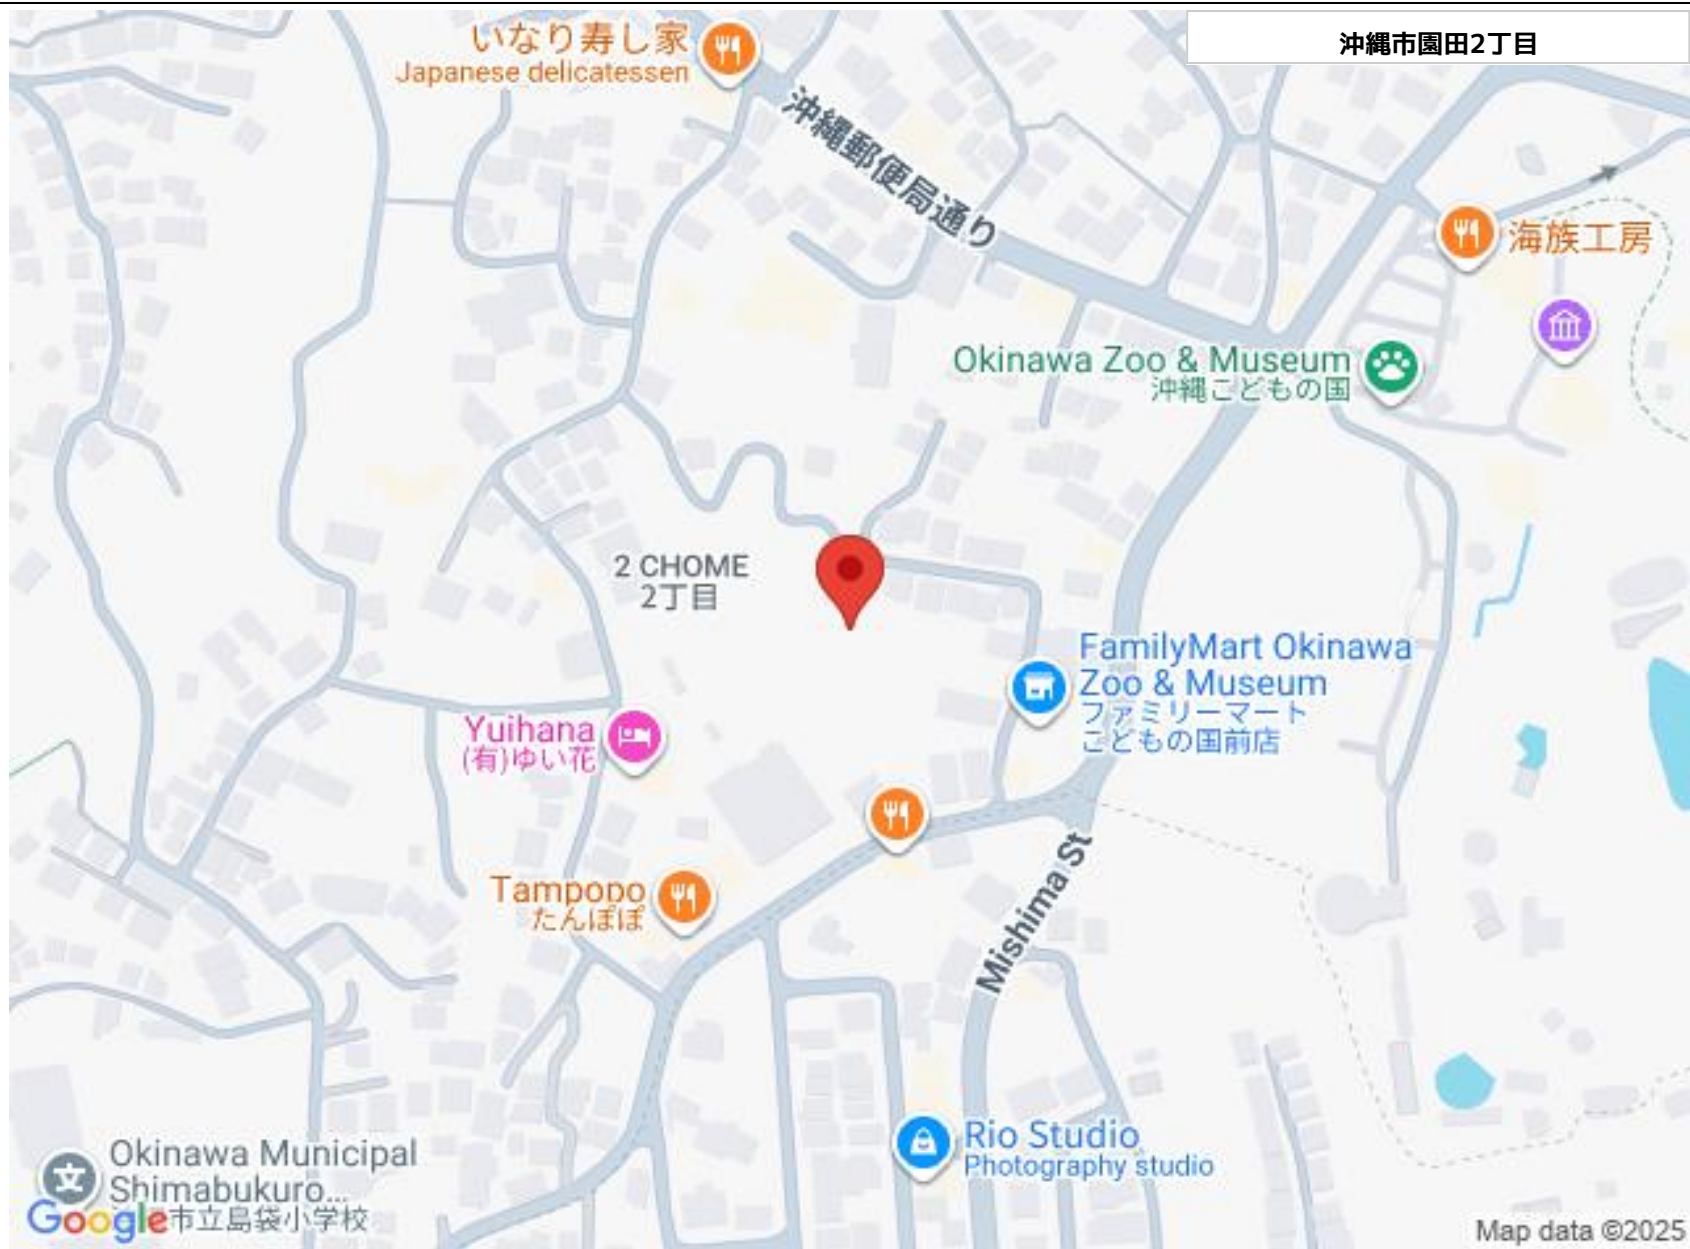 沖縄市園田2丁目
いなり寿し家
Japanese delicatessen
沖縄郵便局通り
海族工房
Okinawa Zoo & Museum
沖縄こどもの国
2 CHOME
2丁目
FamilyMart Okinawa
Zoo & Museum
ファミリーマート
こどもの国前店
Yuihana
(有)ゆい花
Tampopo
たんぽぽ
Mishima St
Rio Studio
Photography studio
Okinawa Municipal
Shimabukuro...
市立島袋小学校
Google
Map data ©2025